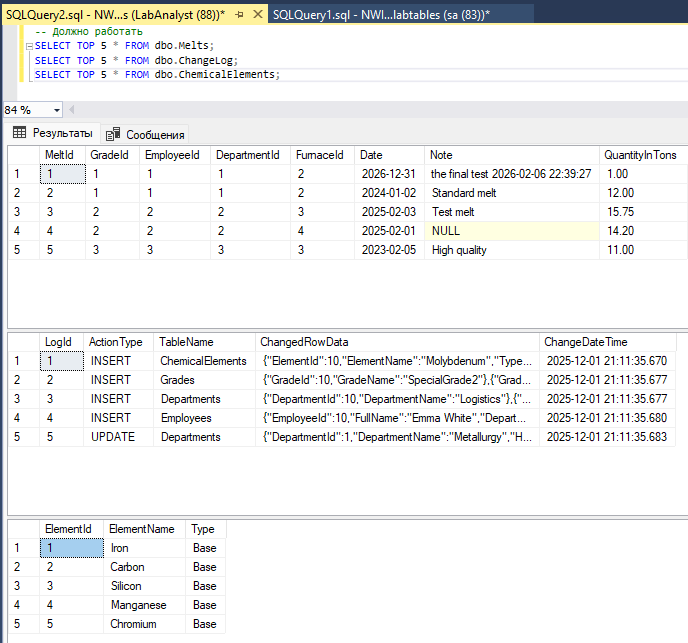 SQLQuery2.sql - NW...s (LabAnalyst (88))* SQLQuery1.sql - NWI...labtables (sa (83))*
-- Должно работать
SELECT TOP 5 * FROM dbo.Melts;
SELECT TOP 5 * FROM dbo.ChangeLog;
SELECT TOP 5 * FROM dbo.ChemicalElements;
84 %
Результаты Сообщения
MeltId GradeId EmployeeId DepartmentId FurnaceId Date Note QuantityInTons
1 1 1 1 1 2 2026-12-31 the final test 2026-02-06 22:39:27 1.00
2 2 1 1 1 2 2024-01-02 Standard melt 12.00
3 3 2 2 2 3 2025-02-03 Test melt 15.75
4 4 2 2 2 4 2025-02-01 NULL 14.20
5 5 3 3 3 3 2023-02-05 High quality 11.00
LogId ActionType TableName ChangedRowData ChangeDateTime
1 1 INSERT ChemicalElements {"ElementId":10,"ElementName":"Molybdenum","Type... 2025-12-01 21:11:35.670
2 2 INSERT Grades {"GradeId":10,"GradeName":"SpecialGrade2"},{"Grad... 2025-12-01 21:11:35.677
3 3 INSERT Departments {"DepartmentId":10,"DepartmentName":"Logistics"},{... 2025-12-01 21:11:35.677
4 4 INSERT Employees {"EmployeeId":10,"FullName":"Emma White","Depart... 2025-12-01 21:11:35.680
5 5 UPDATE Departments {"DepartmentId":1,"DepartmentName":"Metallurgy","H... 2025-12-01 21:11:35.683
ElementId ElementName Type
1 1 Iron Base
2 2 Carbon Base
3 3 Silicon Base
4 4 Manganese Base
5 5 Chromium Base